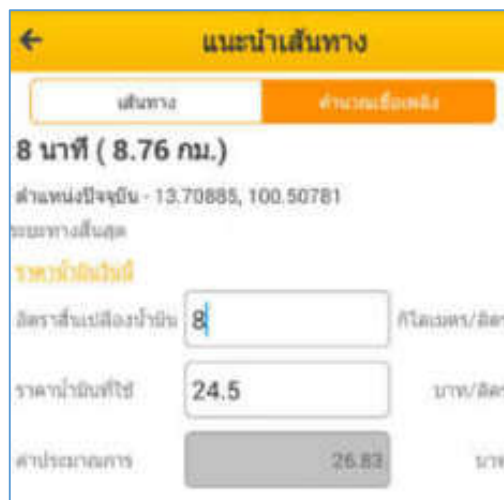 แนะนำเส้นทาง
เส้นทาง คำนวณเชื้อเพลิง
8 นาที ( 8.76 กม.)
ตำแหน่งปัจจุบัน - 13.70885, 100.50781
ระยะทางสั้นสุด
ราคาน้ำมันวันนี้
อัตราสิ้นเปลืองน้ำมัน 8 กิโลเมตร/ลิตร
ราคาน้ำมันที่ใช้ 24.5 บาท/ลิตร
ค่าประมาณการ 26.83 บาท